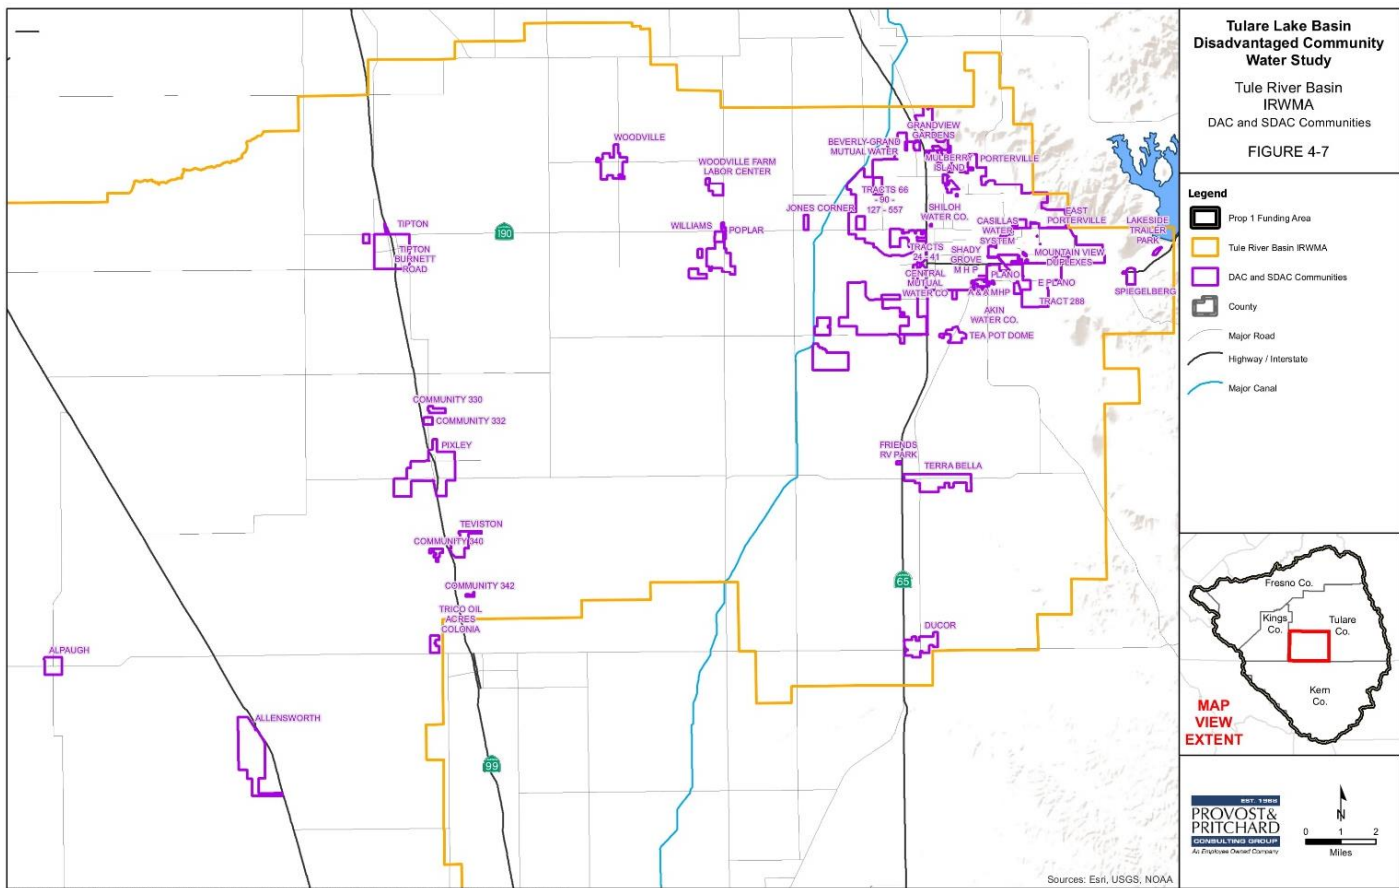 Tulare Lake Basin
Disadvantaged Community
Water Study
Tule River Basin
IRWMA
DAC and SDAC Communities
FIGURE 4-7
Legend
Prop 1 Funding Area
Tule River Basin IRWMA
DAC and SDAC Communities
County
Major Road
Highway / Interstate
Major Canal
GRANDVIEW
GARDENS
WOODVILLE
BEVERLY-GRAND
MUTUAL WATER
MULBERRY
ISLAND
PORTERVILLE
WOODVILLE FARM
LABOR CENTER
TRACTS 66
- 90 -
127 - 557
JONES CORNER
SHILOH
WATER CO.
CASILLAS
WATER
SYSTEM
EAST
PORTERVILLE
LAKESIDE
TRAILER
PARK
TIPTON
190
WILLIAMS
POPLAR
TIPTON
BURNETT
ROAD
TRACTS
24 - 41
SHADY
GROVE
M H P
MOUNTAIN VIEW
DUPLEXES
CENTRAL
MUTUAL
WATER CO
PLANO
E PLANO
SPIEGELBERG
A & A MHP
TRACT 288
AKIN
WATER CO.
TEA POT DOME
COMMUNITY 330
COMMUNITY 332
PIXLEY
FRIENDS
RV PARK
TERRA BELLA
TEVISTON
COMMUNITY 340
COMMUNITY 342
65
TRICO OIL
ACRES
COLONIA
DUCOR
ALPAUGH
ALLENSWORTH
99
Fresno Co.
Kings
Co.
Tulare
Co.
Kern
Co.
MAP
VIEW
EXTENT
EST. 1968
PROVOST&
PRITCHARD
CONSULTING GROUP
An Employee Owned Company
N
0 1 2
Miles
Sources: Esri, USGS, NOAA